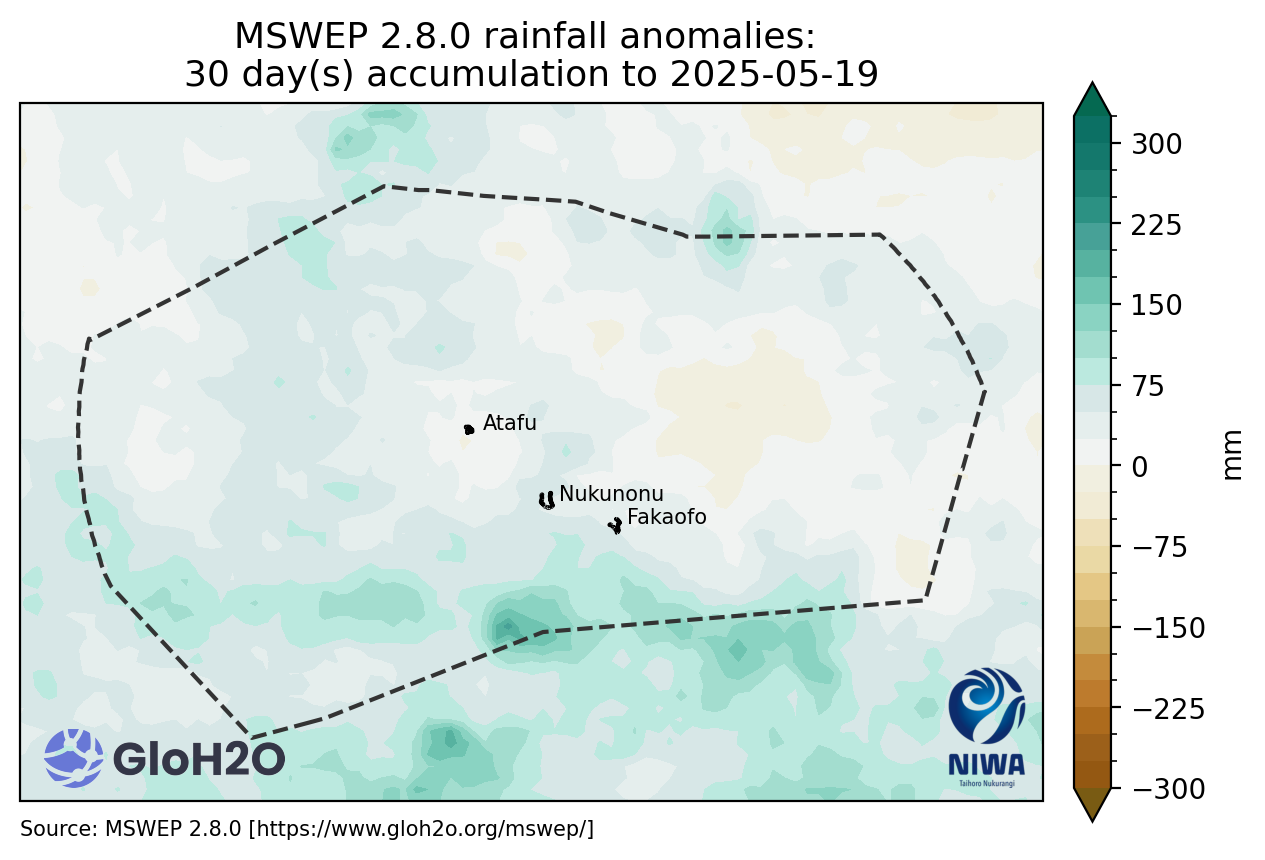 MSWEP 2.8.0 rainfall anomalies:
30 day(s) accumulation to 2025-05-19
300
225
150
75
0
−75
−150
−225
−300
mm
Atafu
Nukunonu
Fakaofo
GloH2O
NIWA
Taihoro Nukurangi
Source: MSWEP 2.8.0 [https://www.gloh2o.org/mswep/]